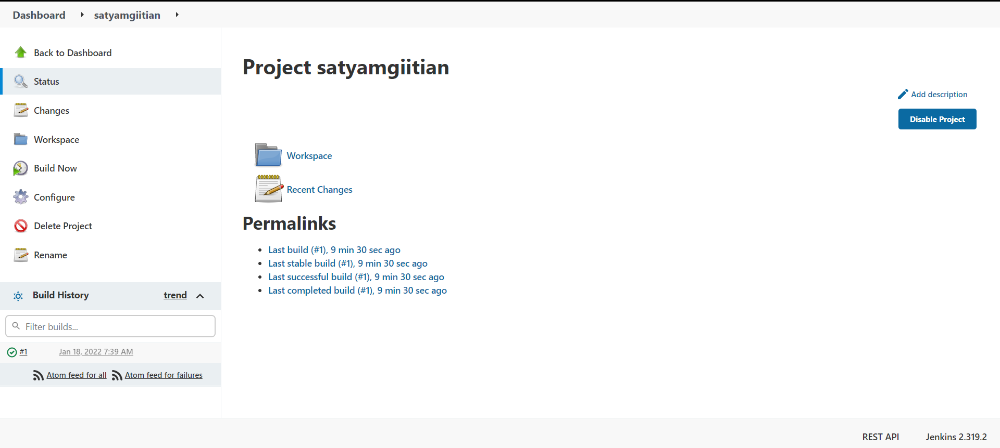 Dashboard satyamgiitian
Back to Dashboard
Status
Changes
Workspace
Build Now
Configure
Delete Project
Rename
Build History trend
Filter builds...
#1 Jan 18, 2022 7:39 AM
Atom feed for all Atom feed for failures
Project satyamgiitian
Add description
Disable Project
Workspace
Recent Changes
Permalinks
Last build (#1), 9 min 30 sec ago
Last stable build (#1), 9 min 30 sec ago
Last successful build (#1), 9 min 30 sec ago
Last completed build (#1), 9 min 30 sec ago
REST API Jenkins 2.319.2